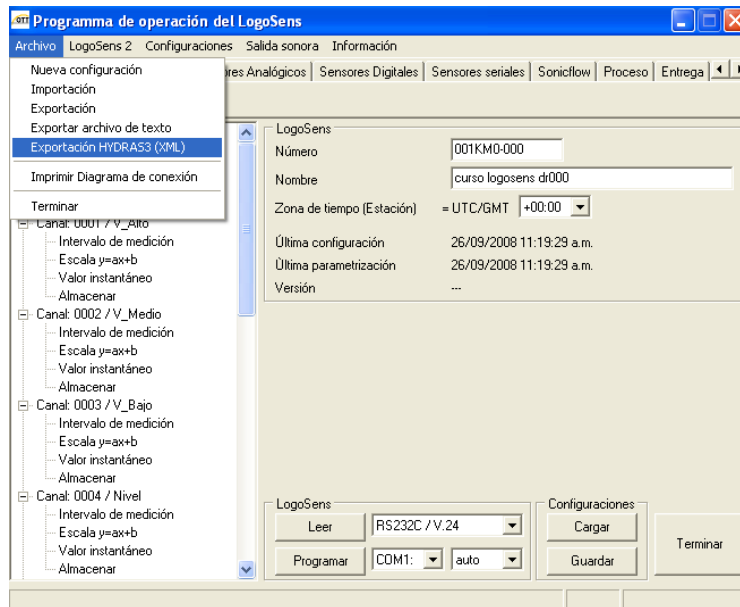 OTT Programma de operación del LogoSens
Archivo LogoSens 2 Configuraciones Salida sonora Información
res Analógicos Sensores Digitales Sensores seriales Sonicflow Proceso Entrega
Nueva configuración
Importación
Exportación
Exportar archivo de texto
Exportación HYDRAS3 (XML)
Imprimir Diagrama de conexión
Terminar
Canal: 0001 / V_Alto
Intervalo de medición
Escala y=ax+b
Valor instantáneo
Almacenar
Canal: 0002 / V_Medio
Intervalo de medición
Escala y=ax+b
Valor instantáneo
Almacenar
Canal: 0003 / V_Bajo
Intervalo de medición
Escala y=ax+b
Valor instantáneo
Almacenar
Canal: 0004 / Nivel
Intervalo de medición
Escala y=ax+b
Valor instantáneo
Almacenar
LogoSens
Número 001KM0-000
Nombre curso logosens dr000
Zona de tiempo (Estación) = UTC/GMT +00:00
Última configuración 26/09/2008 11:19:29 a.m.
Ùltima parametrización 26/09/2008 11:19:29 a.m.
Versión ---
LogoSens
Leer RS232C / V.24
Programar COM1: auto
Configuraciones
Cargar
Guardar
Terminar